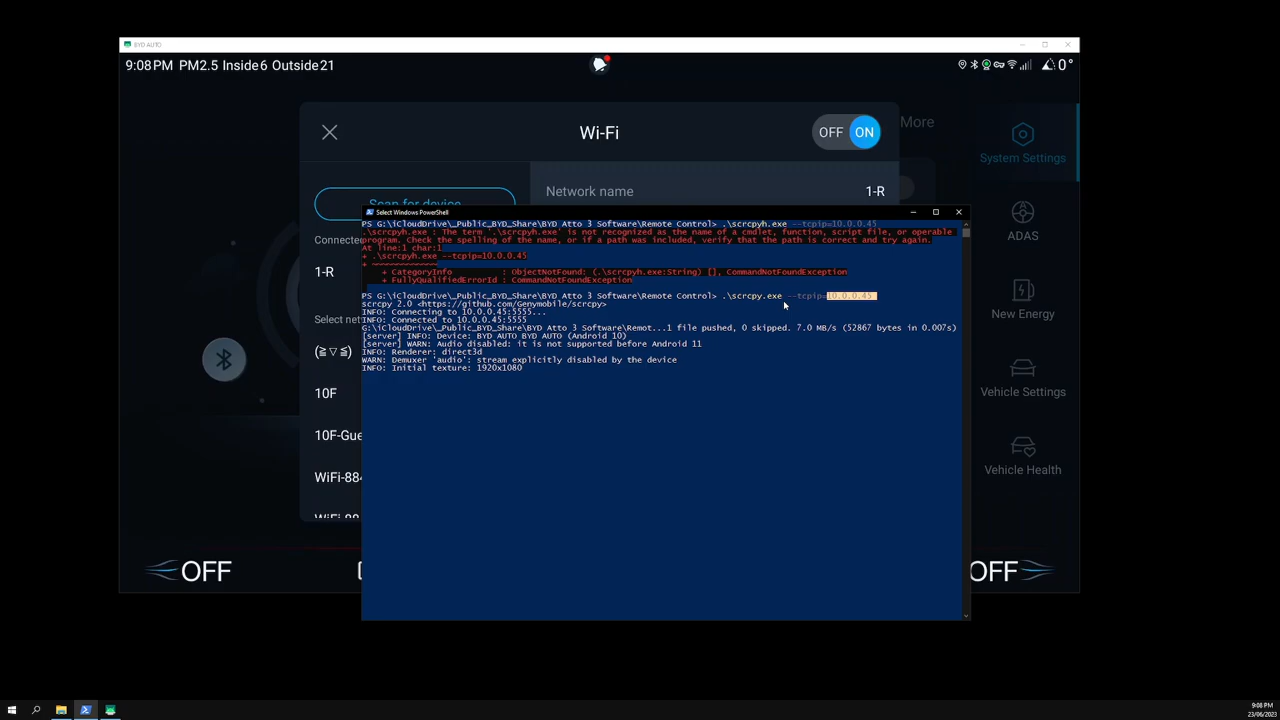 BYD AUTO
9:08PM PM2.5 Inside6 Outside21
0°
Wi-Fi
OFF ON
More
System Settings
Scan for device
Network name
1-R
Select Windows PowerShell
PS G:\iCloudDrive\_Public_BYD_Share\BYD Atto 3 Software\Remote Control> .\scrcpyh.exe --tcpip=10.0.0.45
.\scrcpyh.exe : The term '.\scrcpyh.exe' is not recognized as the name of a cmdlet, function, script file, or operable
program. Check the spelling of the name, or if a path was included, verify that the path is correct and try again.
At line:1 char:1
+ .\scrcpyh.exe --tcpip=10.0.0.45
+ ~~~~~~~~~~~~~
+ CategoryInfo : ObjectNotFound: (.\scrcpyh.exe:String) [], CommandNotFoundException
+ FullyQualifiedErrorId : CommandNotFoundException
PS G:\iCloudDrive\_Public_BYD_Share\BYD Atto 3 Software\Remote Control> .\scrcpy.exe --tcpip=10.0.0.45
scrcpy 2.0 <https://github.com/Genymobile/scrcpy>
INFO: Connecting to 10.0.0.45:5555...
INFO: Connected to 10.0.0.45:5555
G:\iCloudDrive\_Public_BYD_Share\BYD Atto 3 Software\Remot...1 file pushed, 0 skipped. 7.0 MB/s (52867 bytes in 0.007s)
[server] INFO: Device: BYD AUTO BYD AUTO (Android 10)
[server] WARN: Audio disabled: it is not supported before Android 11
INFO: Renderer: direct3d
WARN: Demuxer 'audio': stream explicitly disabled by the device
INFO: Initial texture: 1920x1080
Connecte
1-R
Select net
(≧▽≦)
10F
10F-Gue
WiFi-884
ADAS
New Energy
Vehicle Settings
Vehicle Health
OFF
OFF
9:08 PM
23/06/2023